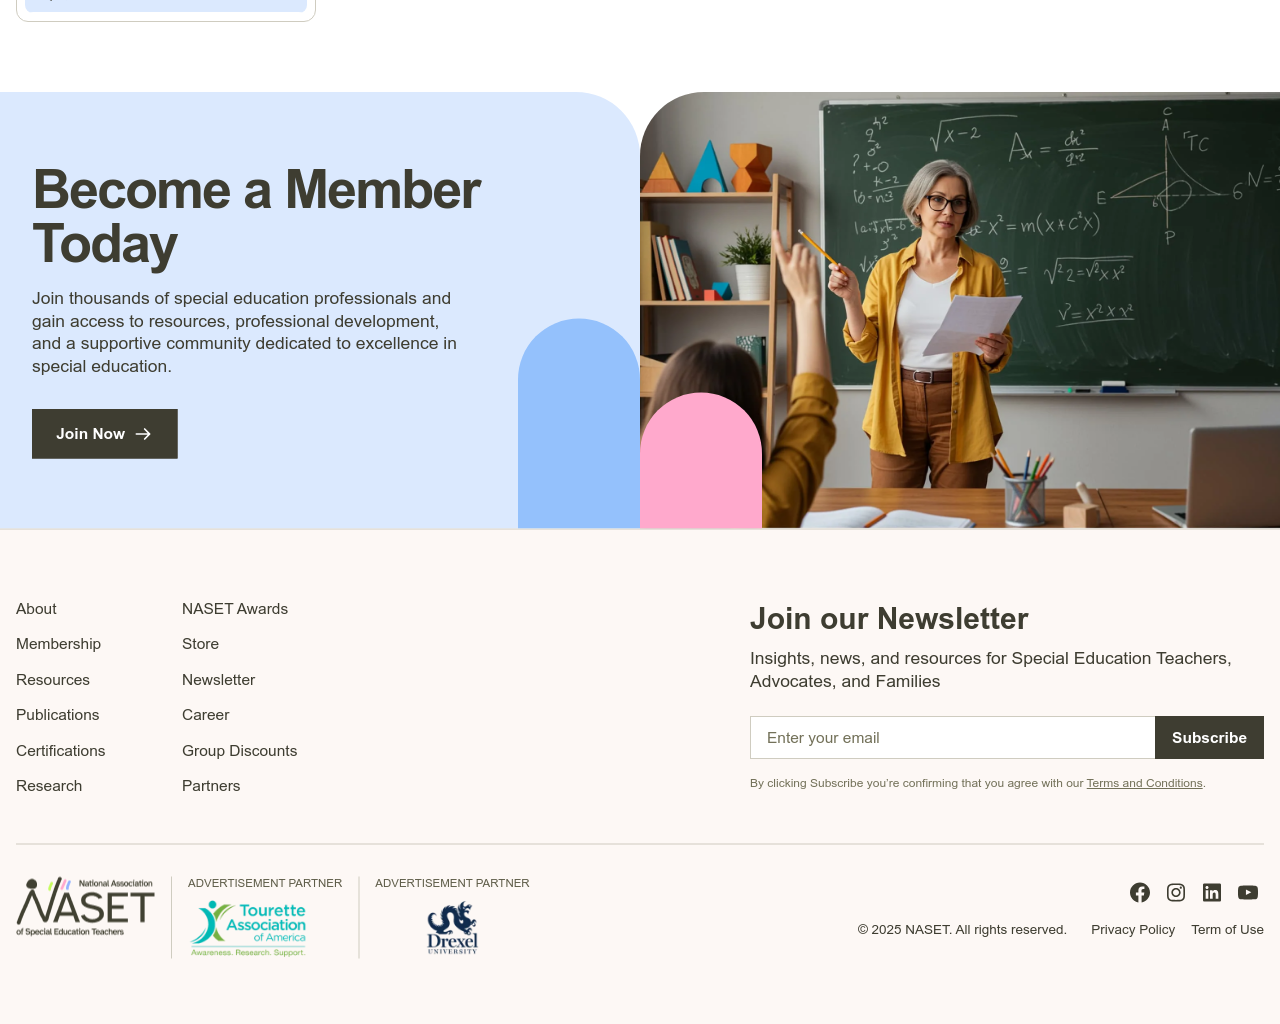 Become a Member
Today
Join thousands of special education professionals and
gain access to resources, professional development,
and a supportive community dedicated to excellence in
special education.
Join Now
About
Membership
Resources
Publications
Certifications
Research
NASET Awards
Store
Newsletter
Career
Group Discounts
Partners
Join our Newsletter
Insights, news, and resources for Special Education Teachers,
Advocates, and Families
Enter your email
Subscribe
By clicking Subscribe you're confirming that you agree with our Terms and Conditions.
National Association
NASET
of Special Education Teachers
ADVERTISEMENT PARTNER
Tourette
Association
of America
Awareness. Research. Support.
ADVERTISEMENT PARTNER
Drexel
UNIVERSITY
© 2025 NASET. All rights reserved.
Privacy Policy
Term of Use